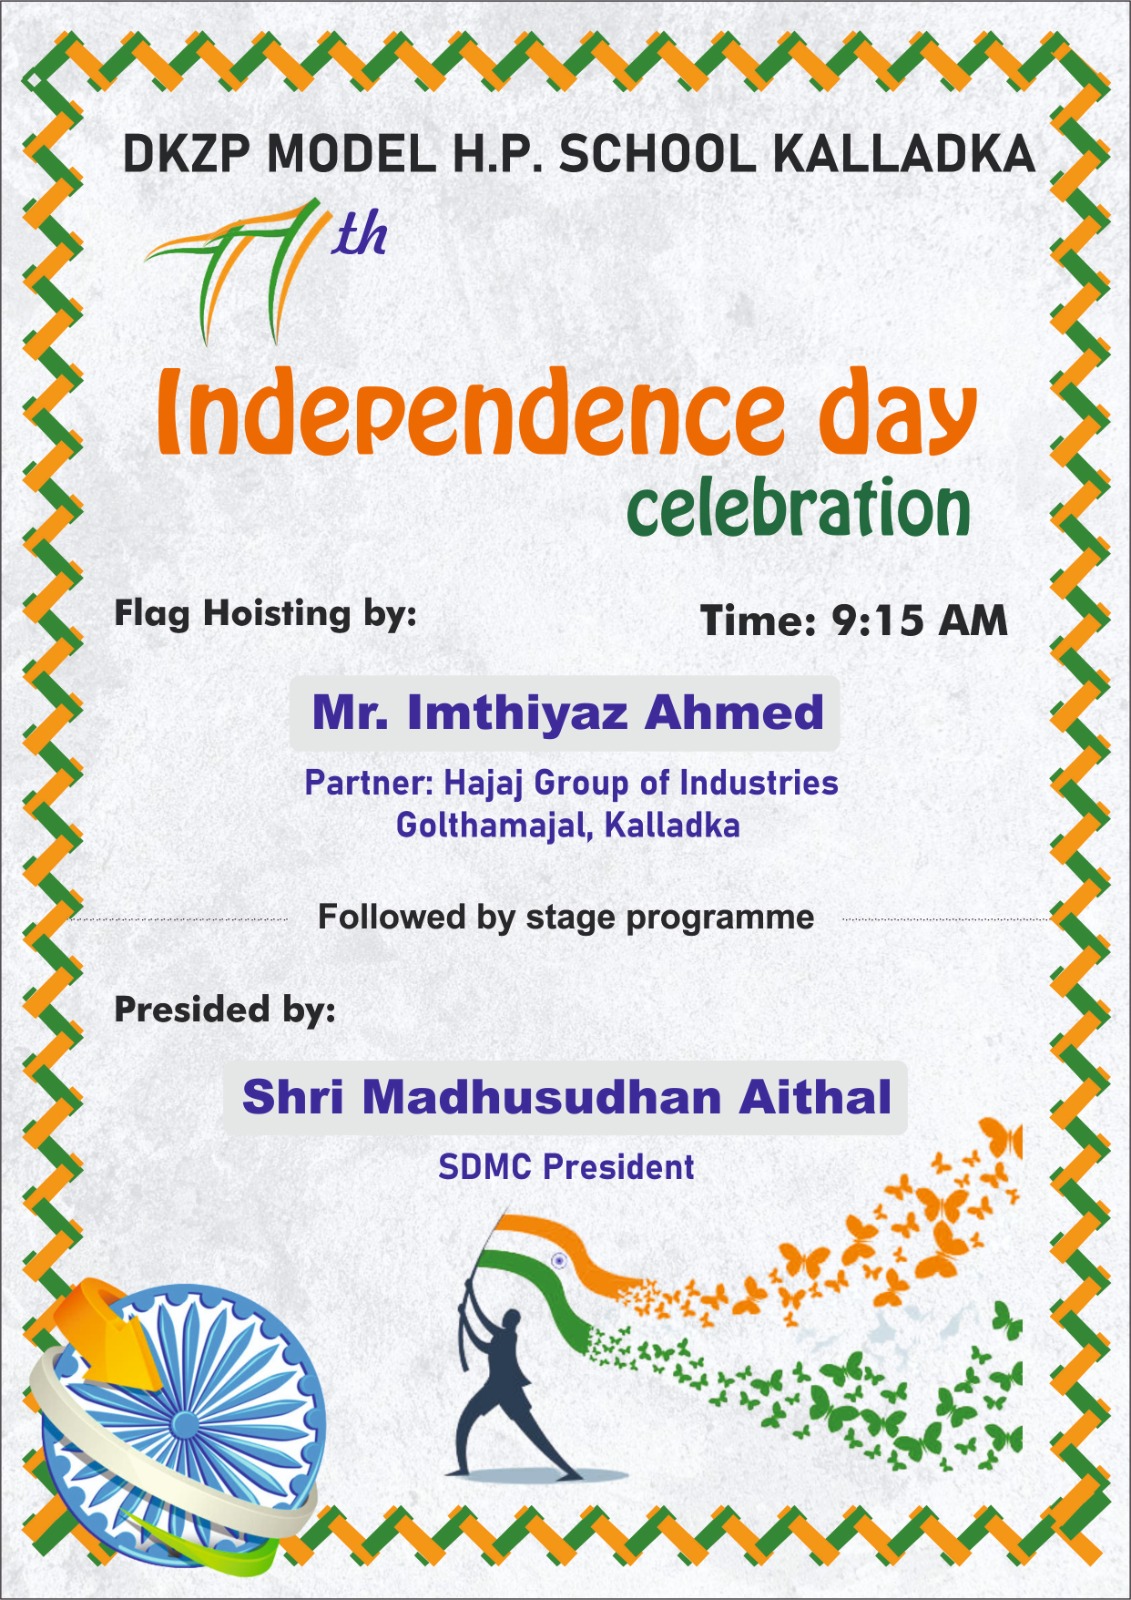 DKZP MODEL H.P. SCHOOL KALLADKA
77th
Independence day
celebration
Flag Hoisting by:
Time: 9:15 AM
Mr. Imthiyaz Ahmed
Partner: Hajaj Group of Industries
Golthamajal, Kalladka
Followed by stage programme
Presided by:
Shri Madhusudhan Aithal
SDMC President